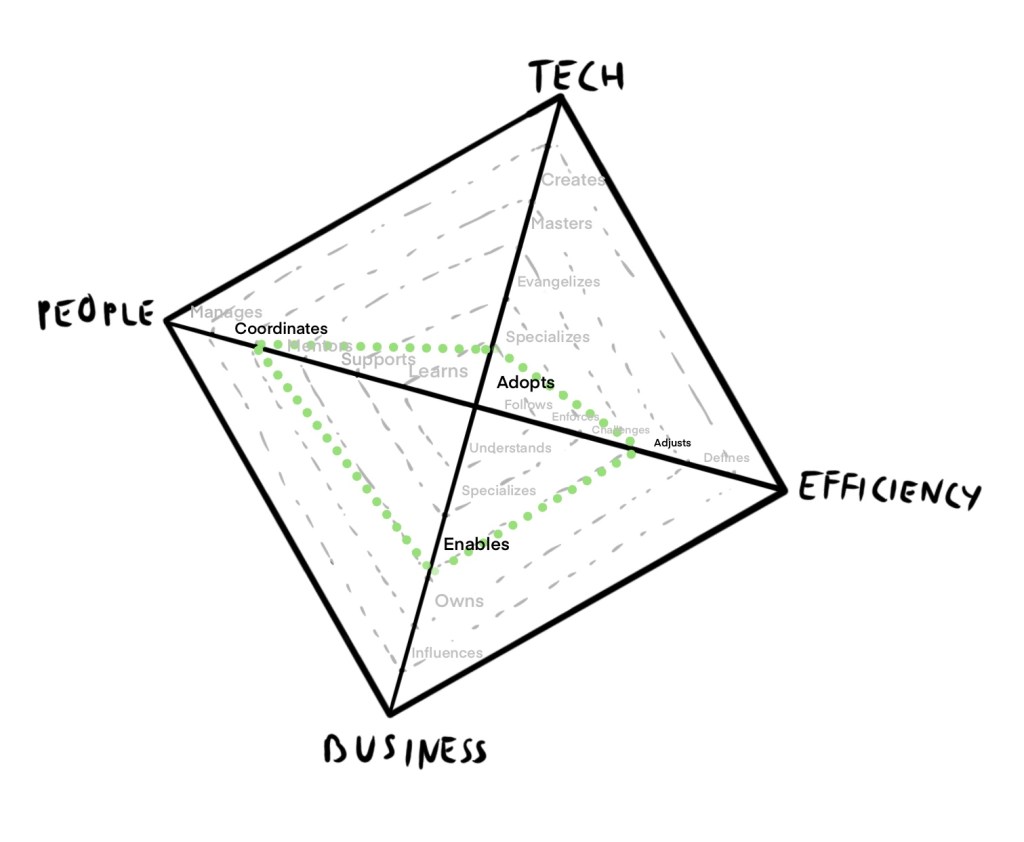 TECH
Creates
Masters
Evangelizes
PEOPLE
Manages
Coordinates
Mentors
Specializes
Supports
Learns
Adopts
Follows
Enforces
Challenges
Adjusts
Understands
Defines
Specializes
EFFICIENCY
Enables
Owns
Influences
BUSINESS